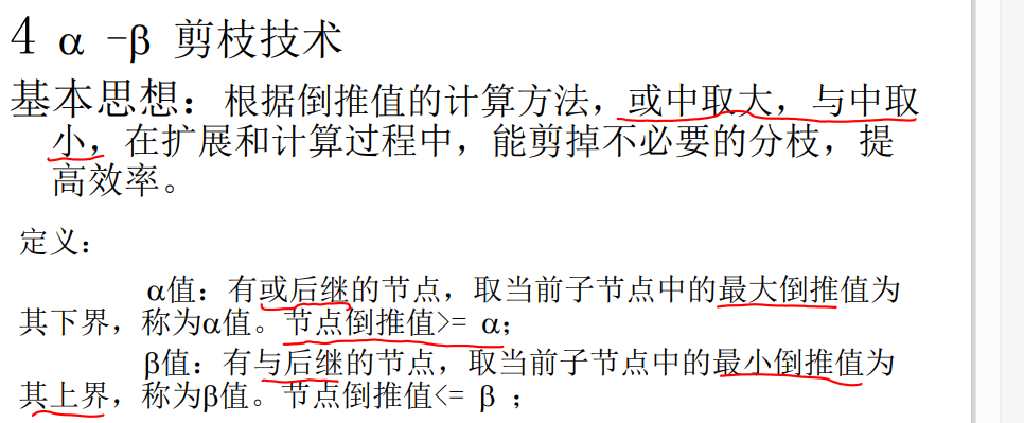 4 α -β 剪枝技术
基本思想：根据倒推值的计算方法，或中取大，与中取
小，在扩展和计算过程中，能剪掉不必要的分枝，提
高效率。
定义：
α值：有或后继的节点，取当前子节点中的最大倒推值为
其下界，称为α值。节点倒推值>= α；
β值：有与后继的节点，取当前子节点中的最小倒推值为
其上界，称为β值。节点倒推值<= β ；